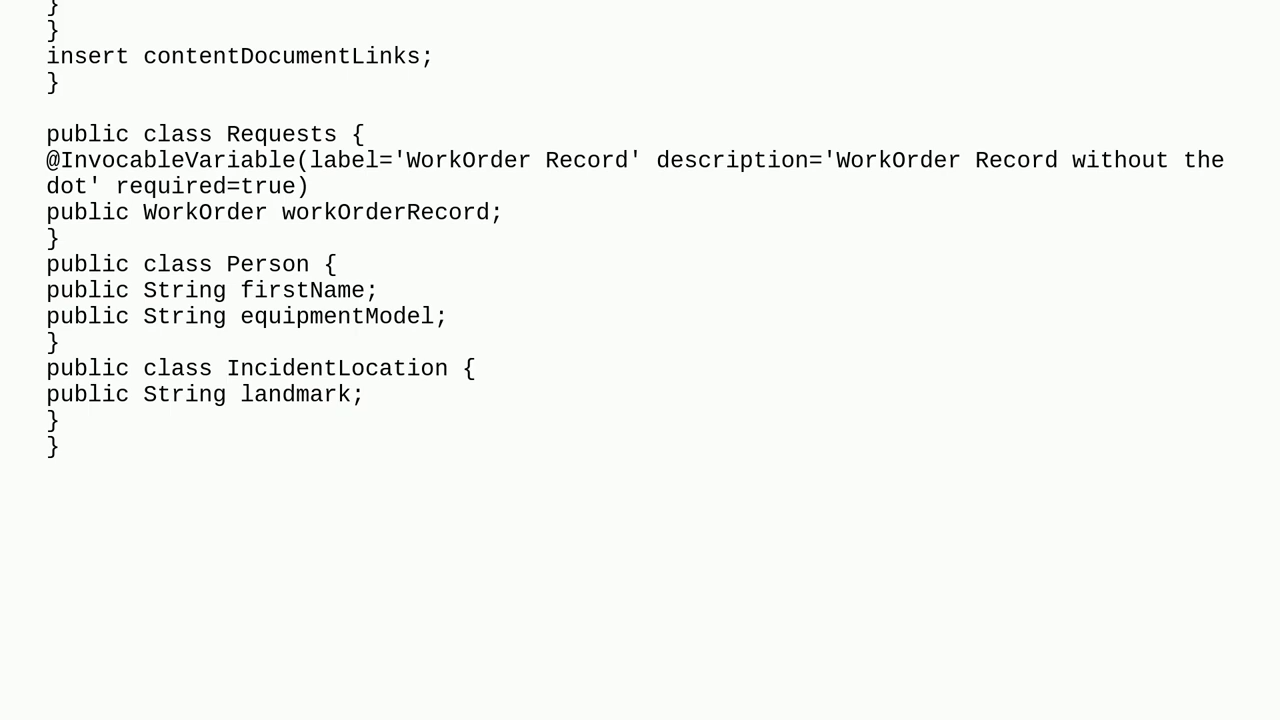 }
}
insert contentDocumentLinks;
}
public class Requests {
@InvocableVariable(label='WorkOrder Record' description='WorkOrder Record without the
dot' required=true)
public WorkOrder workOrderRecord;
}
public class Person {
public String firstName;
public String equipmentModel;
}
public class IncidentLocation {
public String landmark;
}
}